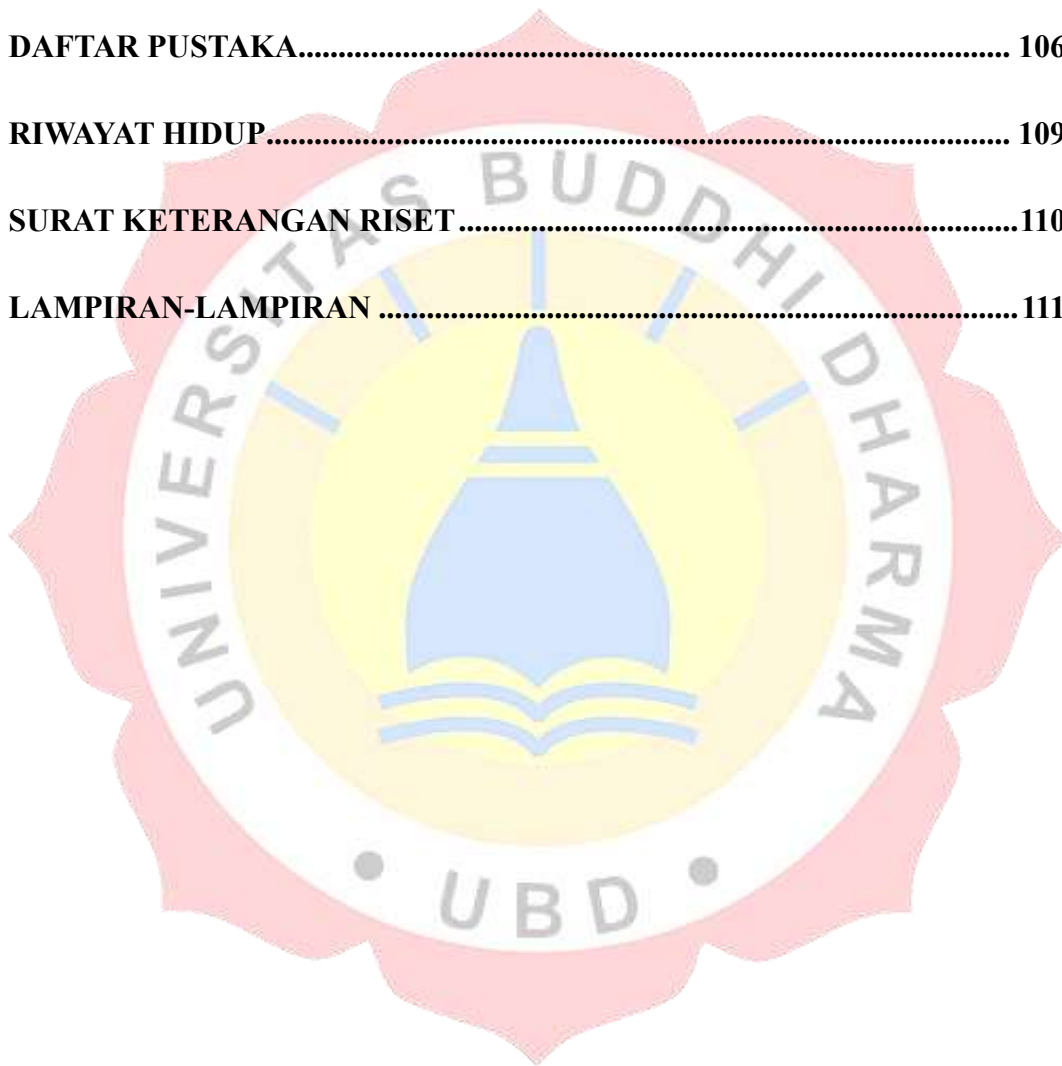 DAFTAR PUSTAKA.......................................................................................... 106
RIWAYAT HIDUP.............................................................................................. 109
SURAT KETERANGAN RISET......................................................................110
LAMPIRAN-LAMPIRAN .................................................................................111
UNIVERSITAS BUDDHI DHARMA
• UBD •